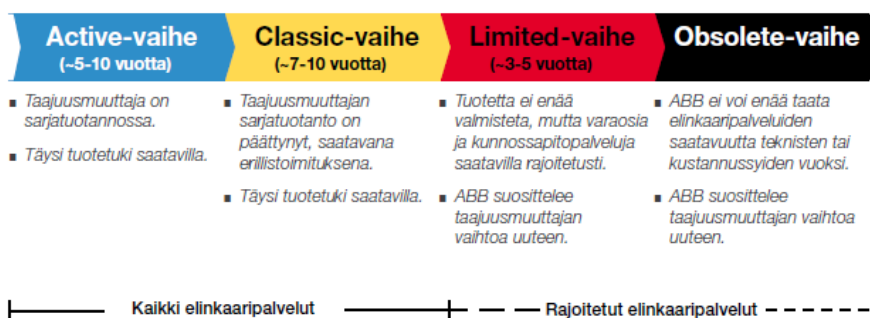 Active-vaihe
(~5-10 vuotta)
Classic-vaihe
(~7-10 vuotta)
Limited-vaihe
(~3-5 vuotta)
Obsolete-vaihe
▪ Taajuusmuuttaja on
sarjatuotannossa.
▪ Täysi tuotetuki saatavilla.
▪ Taajuusmuuttajan
sarjatuotanto on
päättynyt, saatavana
erillistoimituksena.
▪ Täysi tuotetuki saatavilla.
▪ Tuotetta ei enää
valmisteta, mutta varaosia
ja kunnossapitopalveluja
saatavilla rajoitetusti.
▪ ABB suosittelee
taajuusmuuttajan
vaihtoa uuteen.
▪ ABB ei voi enää taata
elinkaaripalveluiden
saatavuutta teknisten tai
kustannussyiden vuoksi.
▪ ABB suosittelee
taajuusmuuttajan vaihtoa
uuteen.
Kaikki elinkaaripalvelut
Rajoitetut elinkaaripalvelut